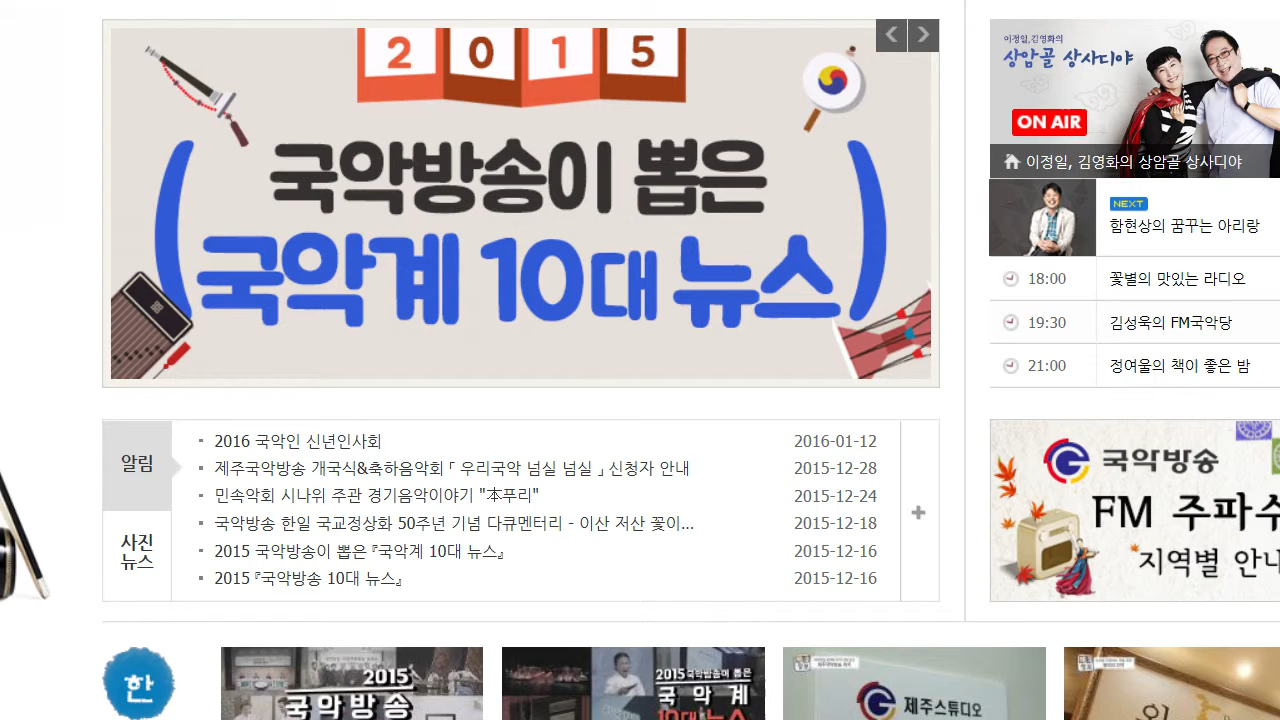 2015
국악방송이 뽑은
(국악계 10대 뉴스)
이정일,김영화의
상암골 상사디야
ON AIR
이정일, 김영화의 상암골 상사디야
NEXT
함현상의 꿈꾸는 아리랑
18:00 꽃별의 맛있는 라디오
19:30 김성욱의 FM국악당
21:00 정여울의 책이 좋은 밤
알림
사진
뉴스
2016 국악인 신년인사회 2016-01-12
제주국악방송 개국식&축하음악회「 우리국악 넘실 넘실 」신청자 안내 2015-12-28
민속악회 시나위 주관 경기음악이야기 "本푸리" 2015-12-24
국악방송 한일 국교정상화 50주년 기념 다큐멘터리 - 이산 저산 꽃이... 2015-12-18
2015 국악방송이 뽑은『국악계 10대 뉴스』 2015-12-16
2015『국악방송 10대 뉴스』 2015-12-16
국악방송
FM 주파수
지역별 안내
한
2015
국악방송
2015국악방송이 뽑은
국악계
10대뉴스
제주스튜디오